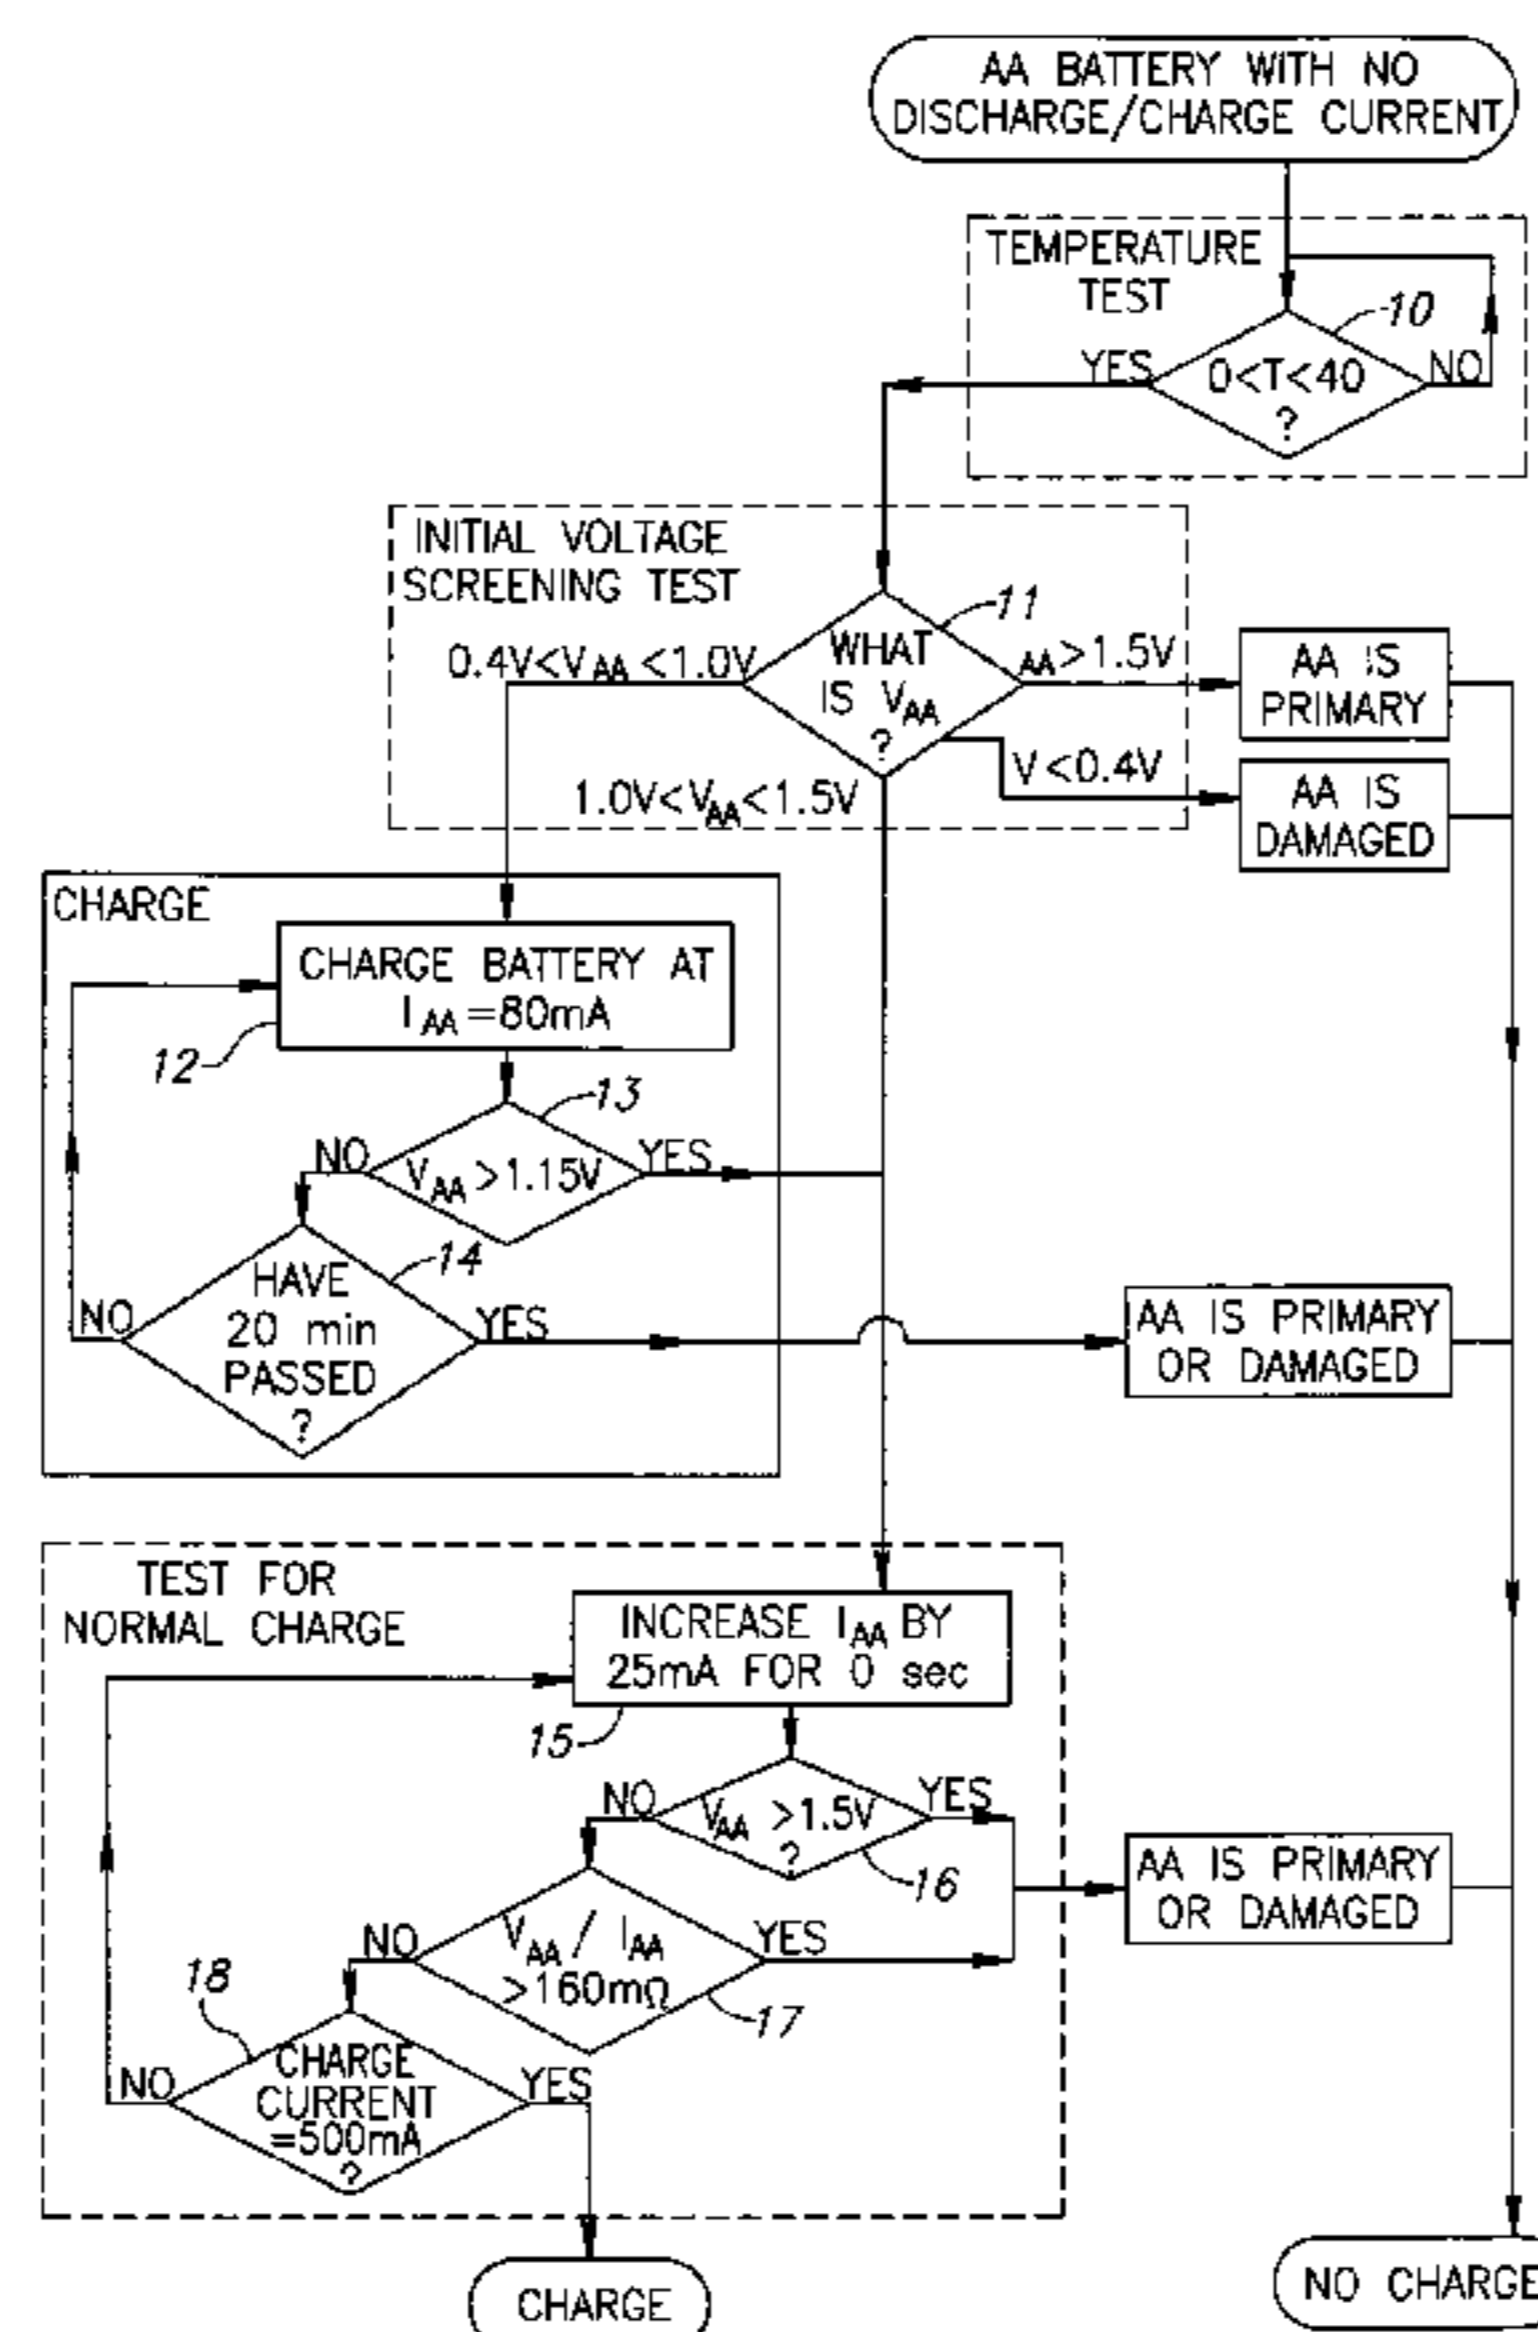 AA BATTERY WITH NO
DISCHARGE/CHARGE CURRENT
TEMPERATURE
TEST
10
YES
0<T<40
?
NO
INITIAL VOLTAGE
SCREENING TEST
11
0.4V<VAA<1.0V
WHAT
IS VAA
?
AA>1.5V
AA IS
PRIMARY
V<0.4V
1.0V<VAA<1.5V
AA IS
DAMAGED
CHARGE
CHARGE BATTERY AT
IAA=80mA
12
13
NO
VAA>1.15V
YES
14
HAVE
20 min
PASSED
?
NO
YES
AA IS PRIMARY
OR DAMAGED
TEST FOR
NORMAL CHARGE
INCREASE IAA BY
25mA FOR 0 sec
15
NO
VAA >1.5V
?
YES
16
AA IS PRIMARY
OR DAMAGED
NO
VAA / IAA
>160mΩ
YES
17
18
CHARGE
CURRENT
=500mA
?
NO
YES
CHARGE
NO CHARGE